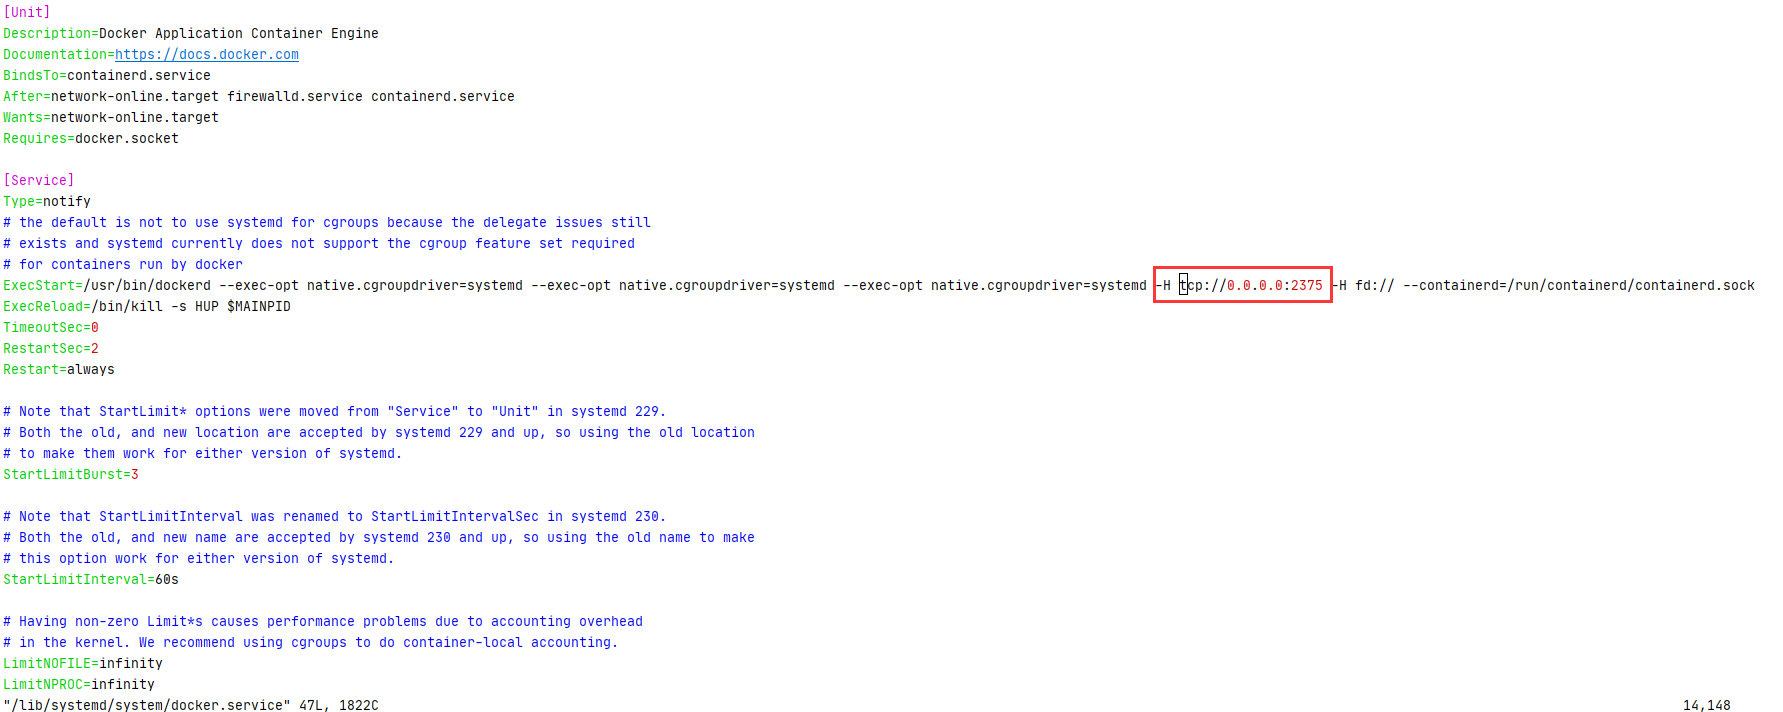 [Unit]
Description=Docker Application Container Engine
Documentation=https://docs.docker.com
BindsTo=containerd.service
After=network-online.target firewalld.service containerd.service
Wants=network-online.target
Requires=docker.socket
[Service]
Type=notify
# the default is not to use systemd for cgroups because the delegate issues still
# exists and systemd currently does not support the cgroup feature set required
# for containers run by docker
ExecStart=/usr/bin/dockerd --exec-opt native.cgroupdriver=systemd --exec-opt native.cgroupdriver=systemd --exec-opt native.cgroupdriver=systemd -H tcp://0.0.0.0:2375 -H fd:// --containerd=/run/containerd/containerd.sock
ExecReload=/bin/kill -s HUP $MAINPID
TimeoutSec=0
RestartSec=2
Restart=always
# Note that StartLimit* options were moved from "Service" to "Unit" in systemd 229.
# Both the old, and new location are accepted by systemd 229 and up, so using the old location
# to make them work for either version of systemd.
StartLimitBurst=3
# Note that StartLimitInterval was renamed to StartLimitIntervalSec in systemd 230.
# Both the old, and new name are accepted by systemd 230 and up, so using the old name to make
# this option work for either version of systemd.
StartLimitInterval=60s
# Having non-zero Limit*s causes performance problems due to accounting overhead
# in the kernel. We recommend using cgroups to do container-local accounting.
LimitNOFILE=infinity
LimitNPROC=infinity
"/lib/systemd/system/docker.service" 47L, 1822C 14,148